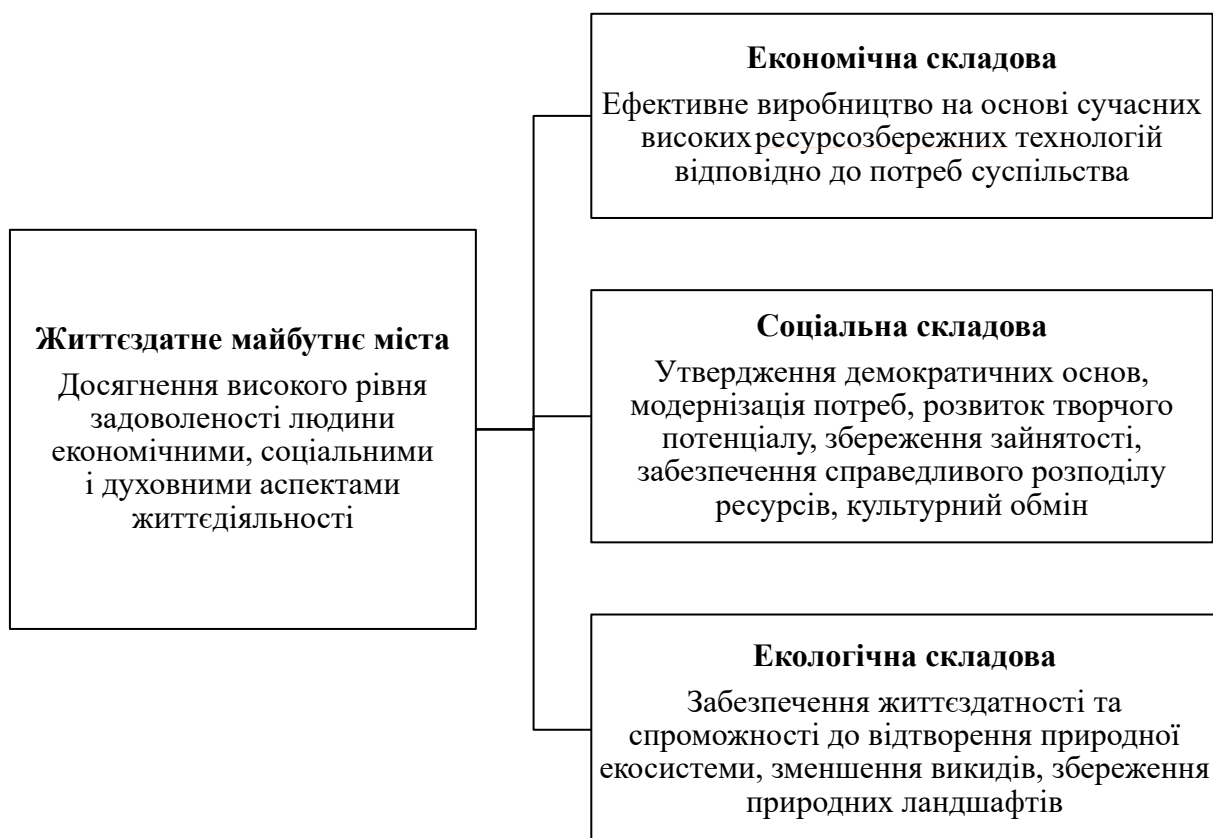 Економічна складова
Ефективне виробництво на основі сучасних
високих ресурсозбережних технологій
відповідно до потреб суспільства
Життєздатне майбутнє міста
Досягнення високого рівня
задоволеності людини
економічними, соціальними
і духовними аспектами
життєдіяльності
Соціальна складова
Утвердження демократичних основ,
модернізація потреб, розвиток творчого
потенціалу, збереження зайнятості,
забезпечення справедливого розподілу
ресурсів, культурний обмін
Екологічна складова
Забезпечення життєздатності та
спроможності до відтворення природної
екосистеми, зменшення викидів, збереження
природних ландшафтів